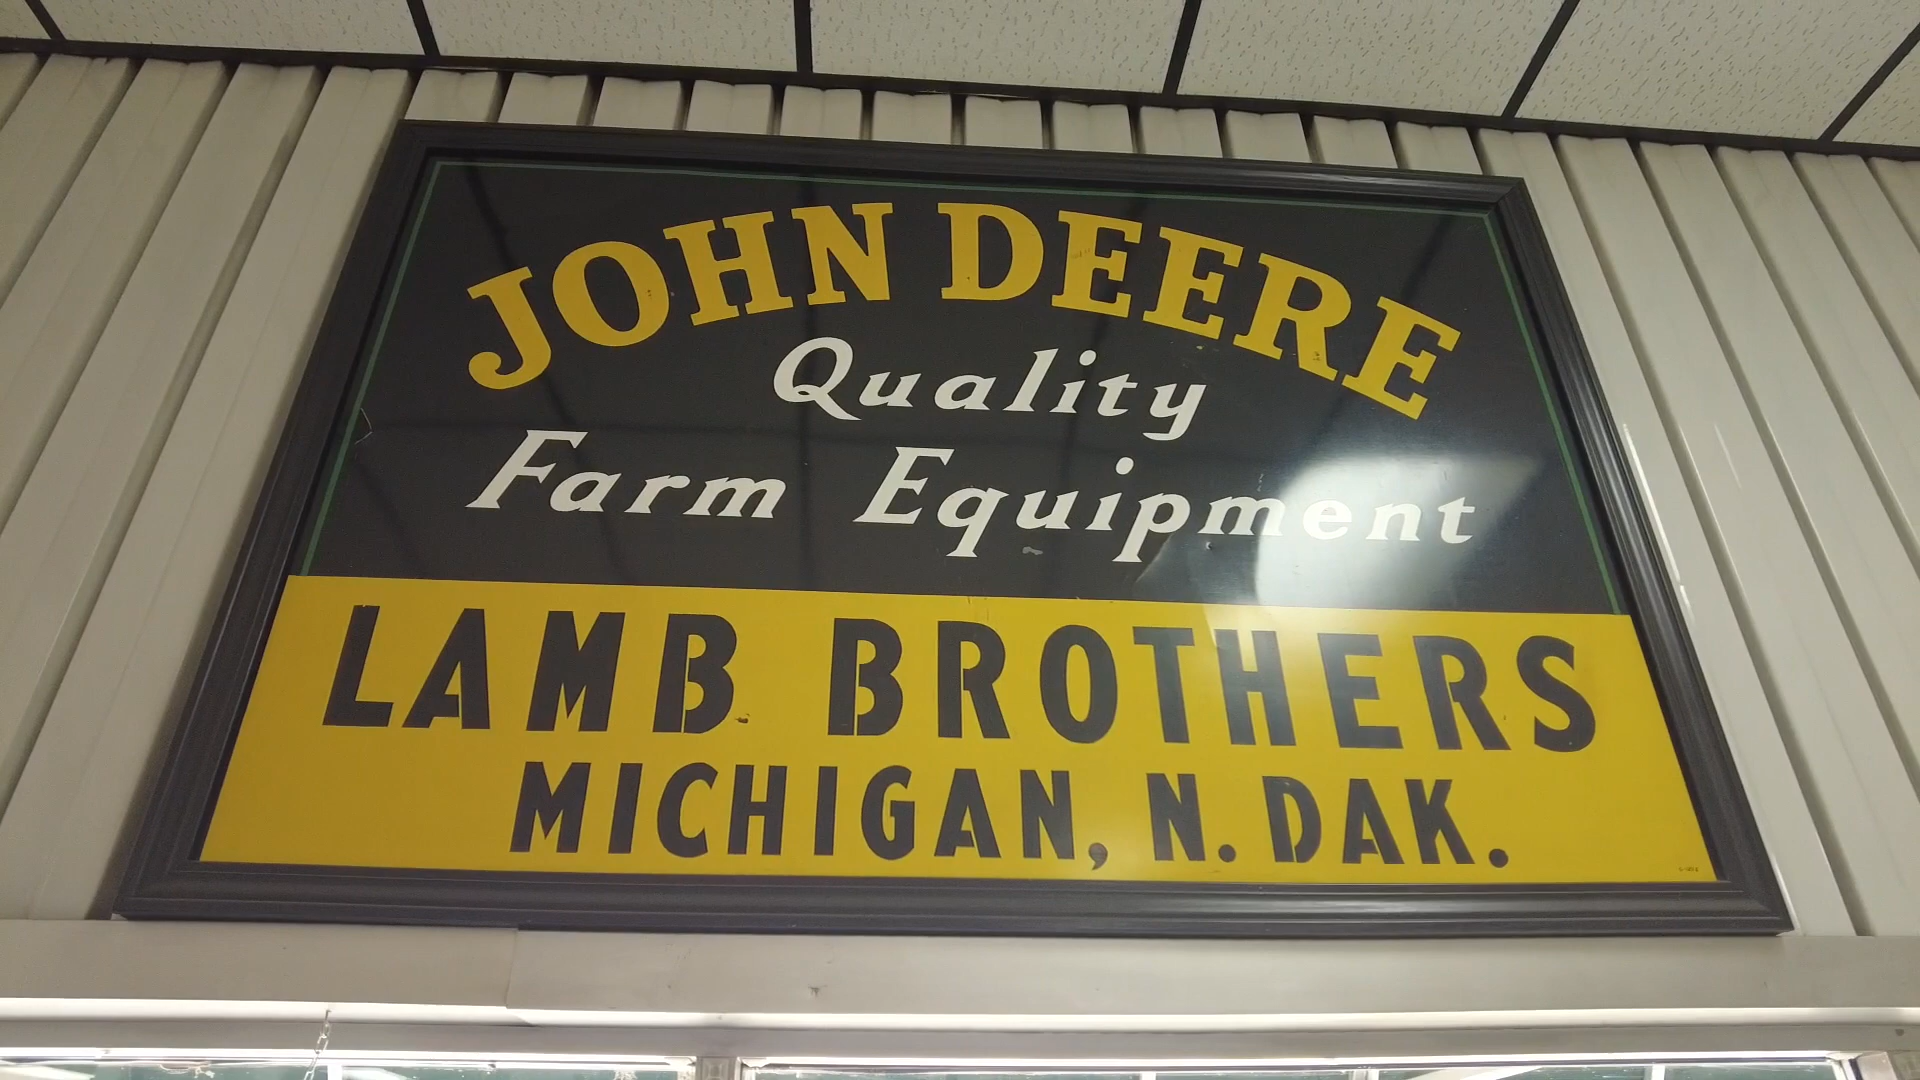 JOHN DEERE
Quality
Farm Equipment
LAMB BROTHERS
MICHIGAN, N. DAK.